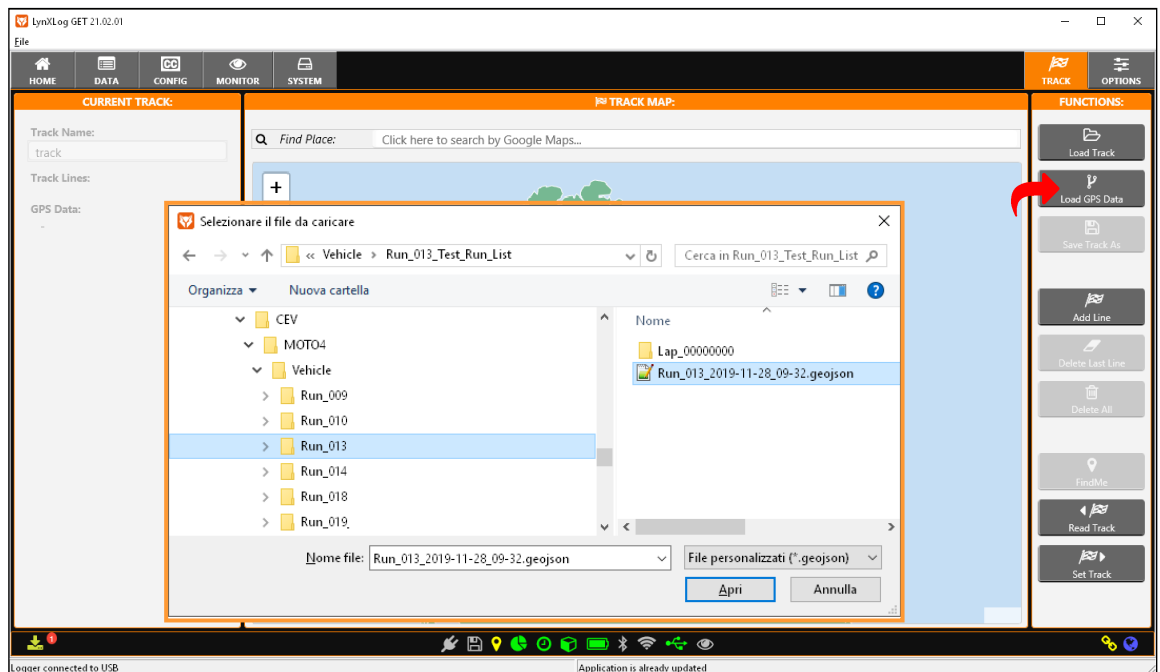 LynXLog GET 21.02.01
File
HOME
DATA
CC
CONFIG
MONITOR
SYSTEM
TRACK
OPTIONS
CURRENT TRACK:
TRACK MAP:
FUNCTIONS:
Track Name:
track
Track Lines:
GPS Data:
-
Find Place:
Click here to search by Google Maps...
+
Load Track
Load GPS Data
Save Track As
Add Line
Delete Last Line
Delete All
FindMe
Read Track
Set Track
Selezionare il file da caricare
« Vehicle > Run_013_Test_Run_List
Cerca in Run_013_Test_Run_List
Organizza
Nuova cartella
?
CEV
MOTO4
Vehicle
Run_009
Run_010
Run_013
Run_014
Run_018
Run_019_
Nome
Lap_00000000
Run_013_2019-11-28_09-32.geojson
Nome file:
Run_013_2019-11-28_09-32.geojson
File personalizzati (*.geojson)
Apri
Annulla
1
Logger connected to USB
Application is already updated